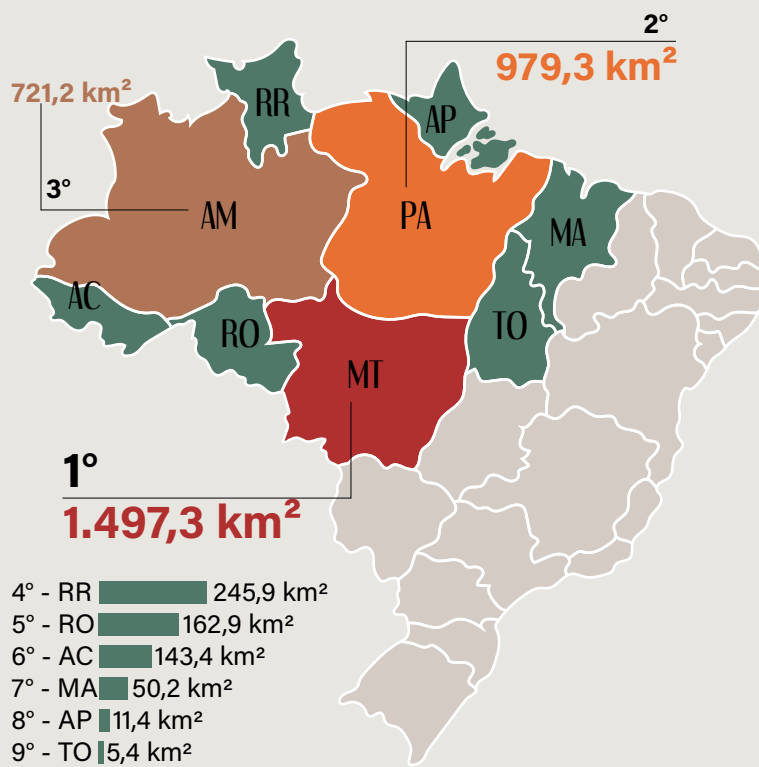 2°
979,3 km²
721,2 km²
3°
RR
AP
AM
PA
MA
AC
RO
TO
MT
1°
1.497,3 km²
4° - RR 245,9 km²
5° - RO 162,9 km²
6° - AC 143,4 km²
7° - MA 50,2 km²
8° - AP 11,4 km²
9° - TO 5,4 km²